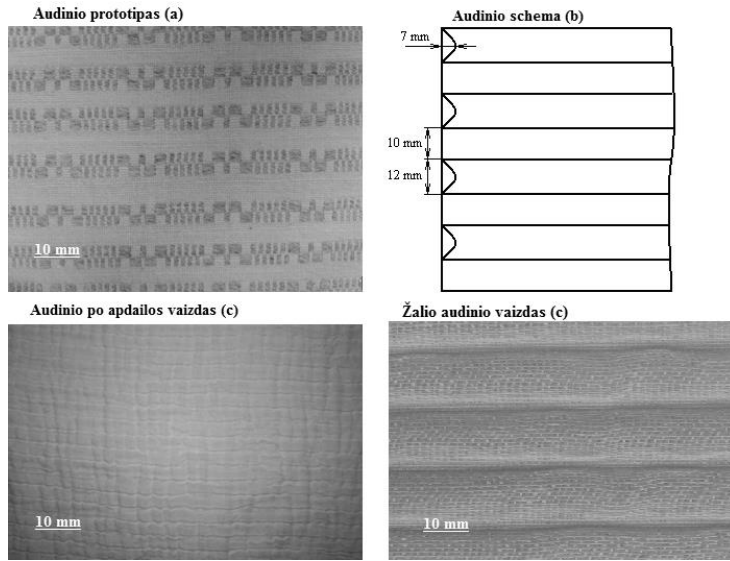 Audinio prototipas (a)
Audinio schema (b)
7 mm
10 mm
12 mm
10 mm
Audinio po apdailos vaizdas (c)
Žalio audinio vaizdas (c)
10 mm
10 mm